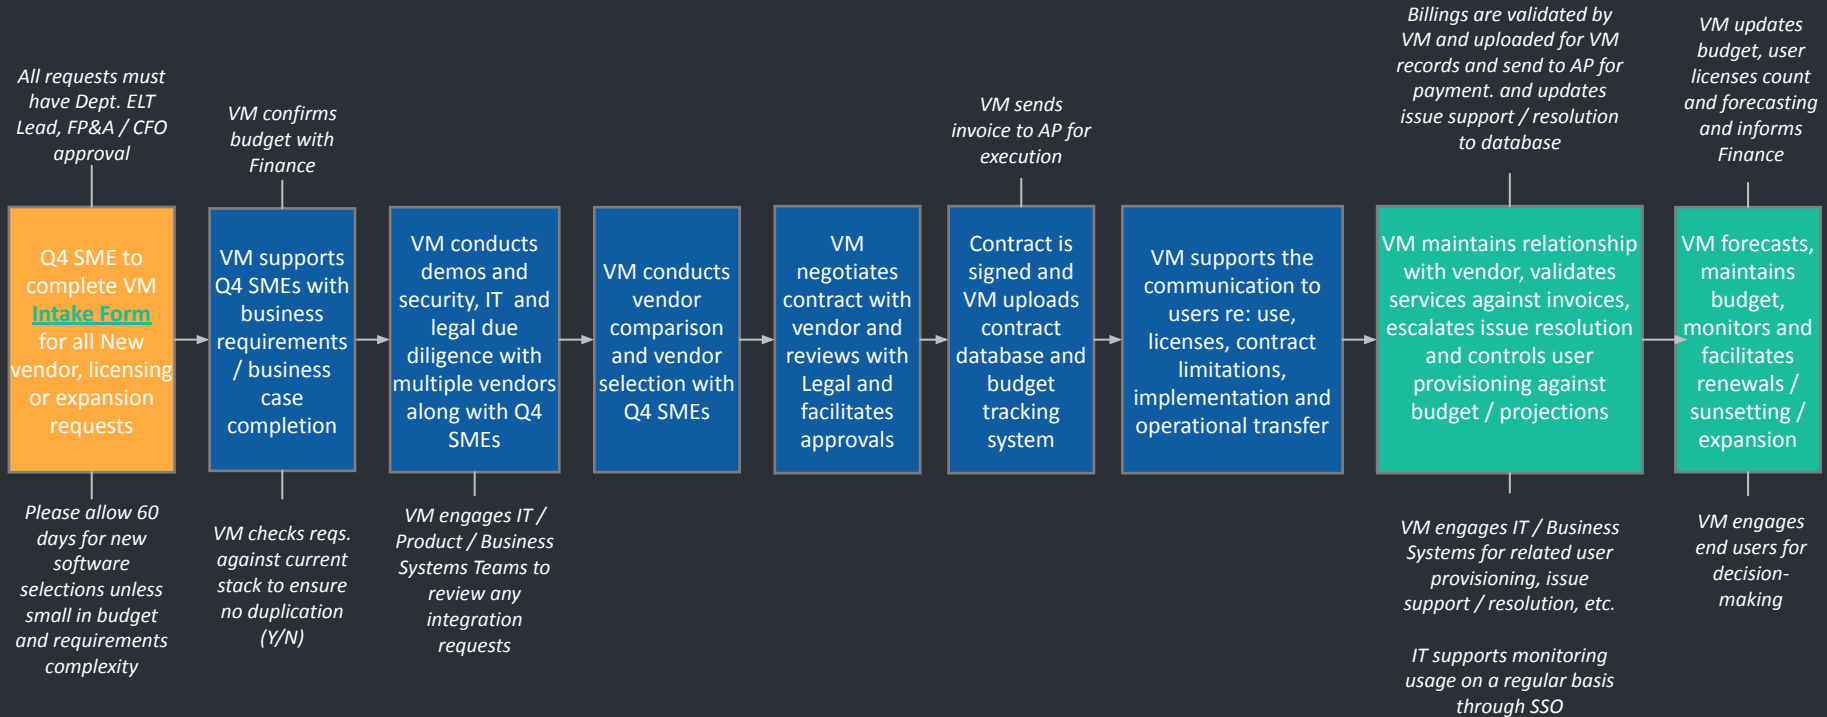 All requests must
have Dept. ELT
Lead, FP&A / CFO
approval
Q4 SME to
complete VM
Intake Form
for all New
vendor, licensing
or expansion
requests
Please allow 60
days for new
software
selections unless
small in budget
and requirements
complexity
VM confirms
budget with
Finance
VM supports
Q4 SMEs with
business
requirements
/ business
case
completion
VM checks reqs.
against current
stack to ensure
no duplication
(Y/N)
VM conducts
demos and
security, IT and
legal due
diligence with
multiple vendors
along with Q4
SMEs
VM engages IT /
Product / Business
Systems Teams to
review any
integration
requests
VM conducts
vendor
comparison
and vendor
selection with
Q4 SMEs
VM
negotiates
contract with
vendor and
reviews with
Legal and
facilitates
approvals
VM sends
invoice to AP for
execution
Contract is
signed and
VM uploads
contract
database and
budget
tracking
system
VM supports the
communication to
users re: use,
licenses, contract
limitations,
implementation and
operational transfer
Billings are validated by
VM and uploaded for VM
records and send to AP for
payment. and updates
issue support / resolution
to database
VM maintains relationship
with vendor, validates
services against invoices,
escalates issue resolution
and controls user
provisioning against
budget / projections
VM engages IT / Business
Systems for related user
provisioning, issue
support / resolution, etc.
IT supports monitoring
usage on a regular basis
through SSO
VM updates
budget, user
licenses count
and forecasting
and informs
Finance
VM forecasts,
maintains
budget,
monitors and
facilitates
renewals /
sunsetting /
expansion
VM engages
end users for
decision-
making